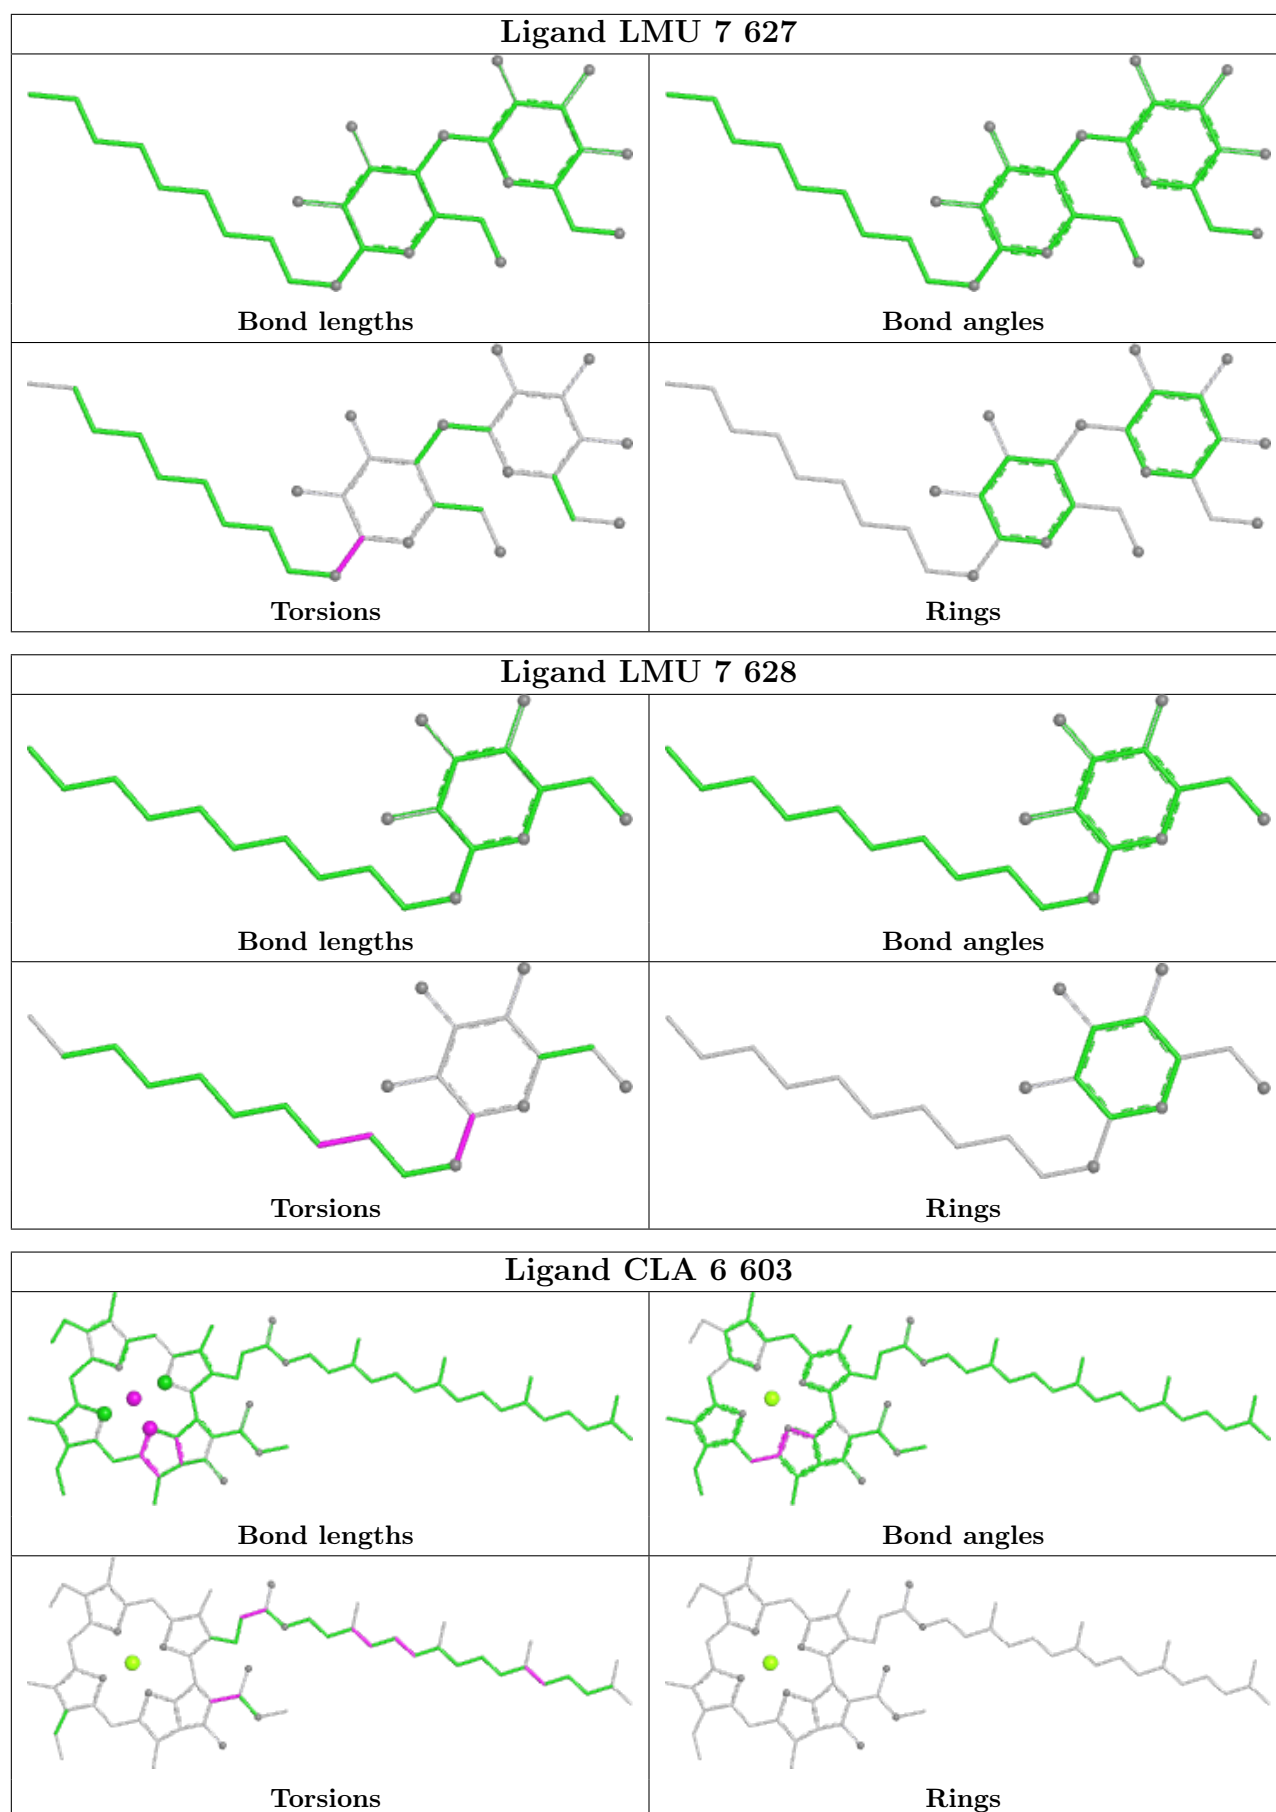 Ligand LMU 7 627
Bond lengths
Bond angles
Torsions
Rings
Ligand LMU 7 628
Bond lengths
Bond angles
Torsions
Rings
Ligand CLA 6 603
Bond lengths
Bond angles
Torsions
Rings